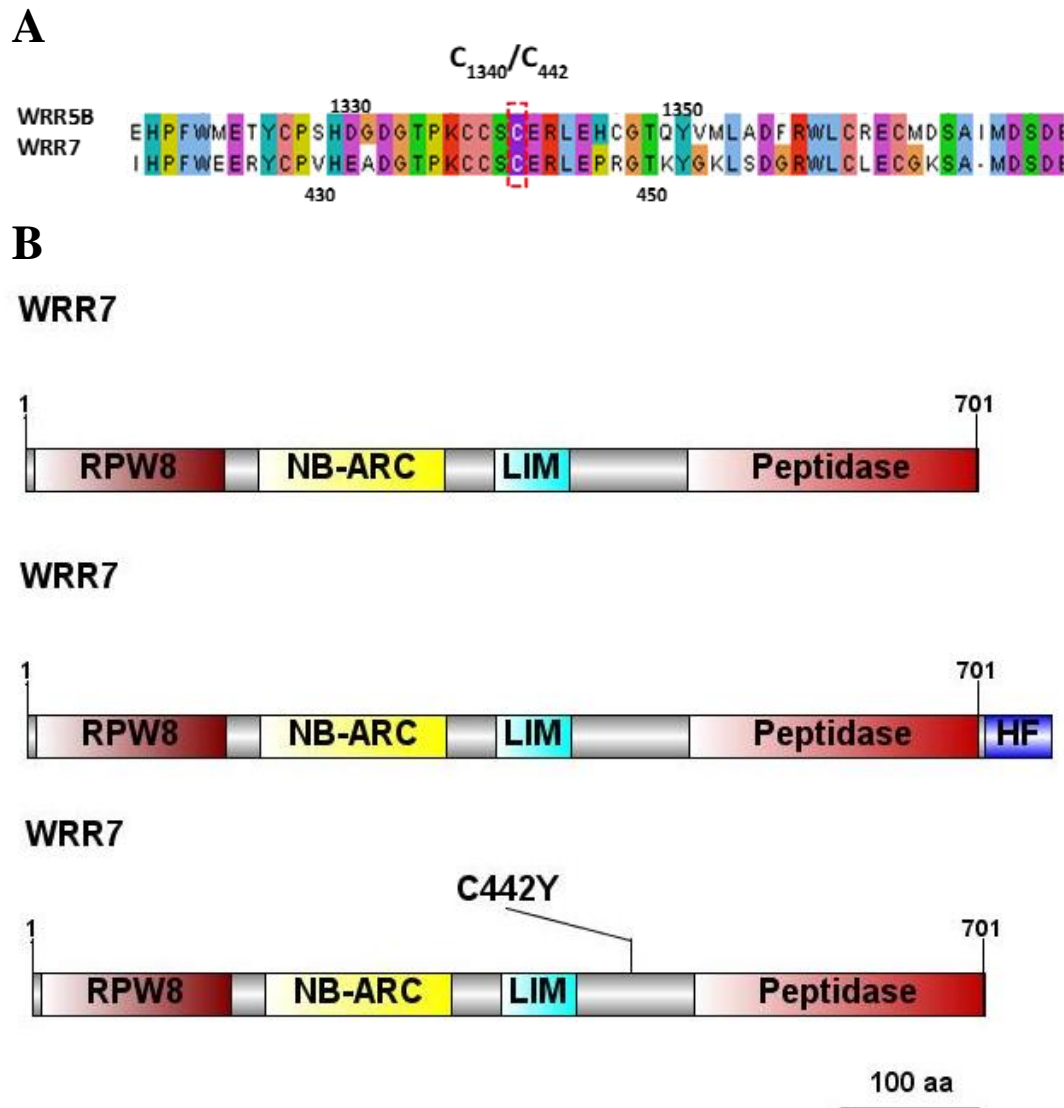 A
C1340/C442
1330 1350
WRR5B EHPFWMETYCPSHDGDGTPKCCSCERLEHCGTQYVMLADFRWLCRECMDSAIMDSDE
WRR7 IHPFWEERYCPVHEADGTPKCCSCERLEPRGTKYGKLSDGRWLCLECGKSA-MDSDE
430 450
B
WRR7
1 701
RPW8 NB-ARC LIM Peptidase
WRR7
1 701
RPW8 NB-ARC LIM Peptidase HF
WRR7
C442Y
1 701
RPW8 NB-ARC LIM Peptidase
100 aa